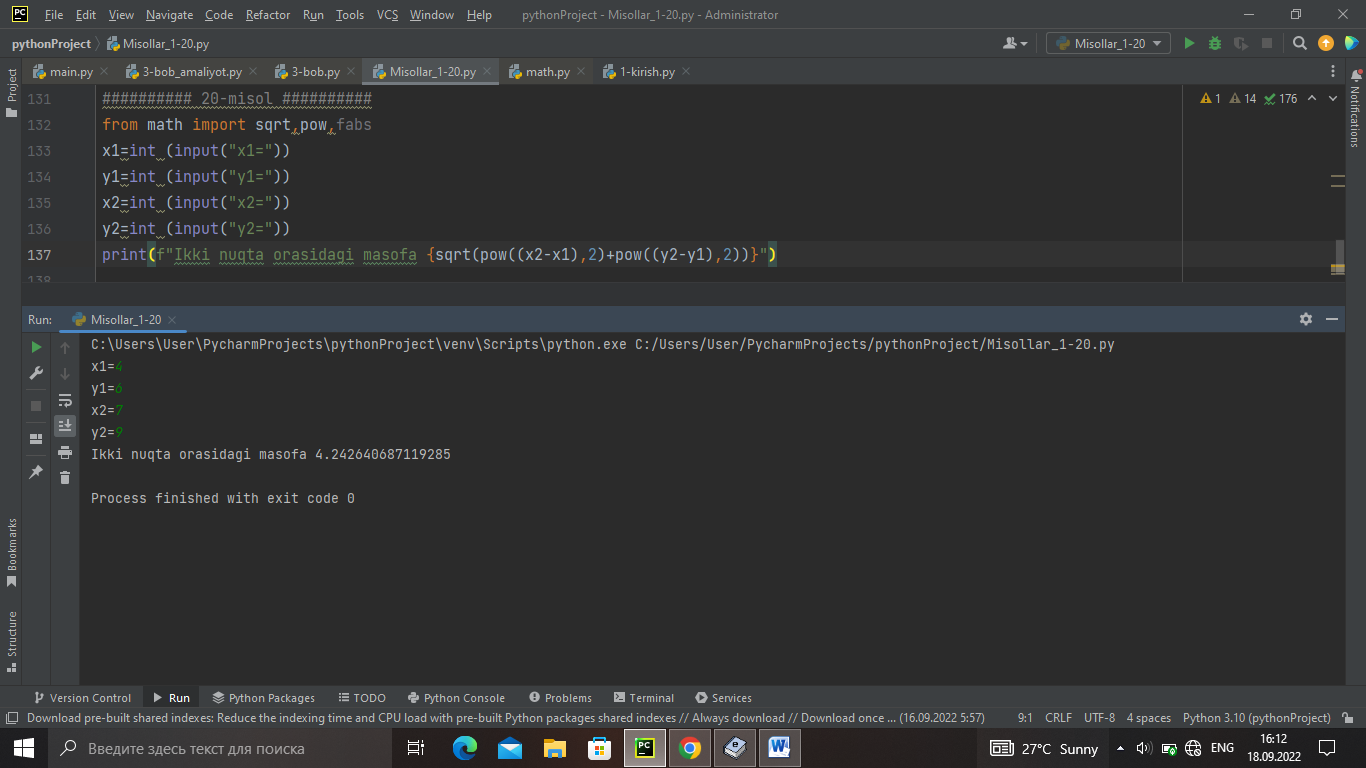 File Edit View Navigate Code Refactor Run Tools VCS Window Help pythonProject - Misollar_1-20.py - Administrator
pythonProject Misollar_1-20.py Misollar_1-20
Project main.py 3-bob_amaliyot.py 3-bob.py Misollar_1-20.py math.py 1-kirish.py
Notifications
131 ########## 20-misol ########## 1 14 176
132 from math import sqrt,pow,fabs
133 x1=int (input("x1="))
134 y1=int (input("y1="))
135 x2=int (input("x2="))
136 y2=int (input("y2="))
137 print(f"Ikki nuqta orasidagi masofa {sqrt(pow((x2-x1),2)+pow((y2-y1),2))}")
138
Run: Misollar_1-20
C:\Users\User\PycharmProjects\pythonProject\venv\Scripts\python.exe C:/Users/User/PycharmProjects/pythonProject/Misollar_1-20.py
x1=4
y1=6
x2=7
y2=9
Ikki nuqta orasidagi masofa 4.242640687119285
Process finished with exit code 0
Bookmarks
Structure
Version Control Run Python Packages TODO Python Console Problems Terminal Services
Download pre-built shared indexes: Reduce the indexing time and CPU load with pre-built Python packages shared indexes // Always download // Download once ... (16.09.2022 5:57) 9:1 CRLF UTF-8 4 spaces Python 3.10 (pythonProject)
Введите здесь текст для поиска 27°C Sunny ENG 16:12
18.09.2022